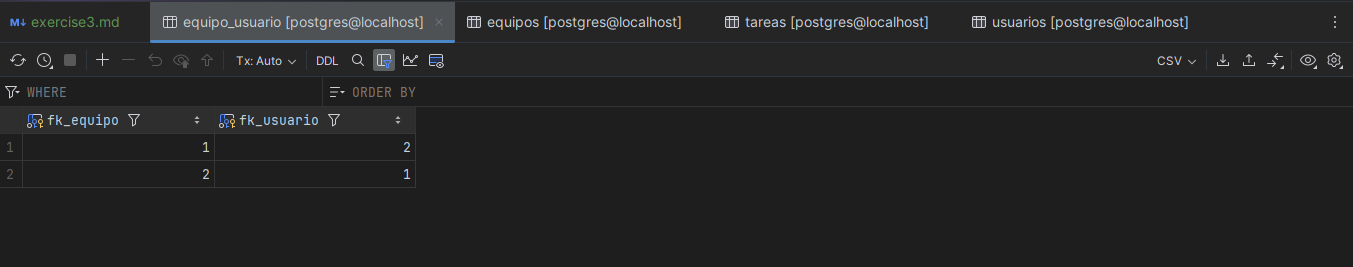 M↓ exercise3.md equipo_usuario [postgres@localhost] equipos [postgres@localhost] tareas [postgres@localhost] usuarios [postgres@localhost]
Tx: Auto DDL CSV
WHERE ORDER BY
fk_equipo fk_usuario
1 1 2
2 2 1